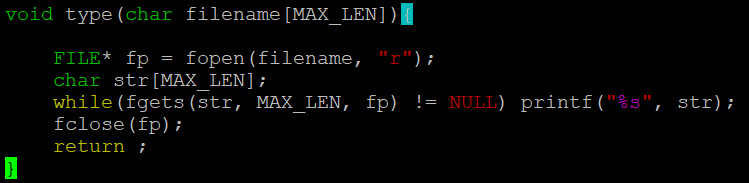 void type(char filename[MAX_LEN]){
FILE* fp = fopen(filename, "r");
char str[MAX_LEN];
while(fgets(str, MAX_LEN, fp) != NULL) printf("%s", str);
fclose(fp);
return ;
}